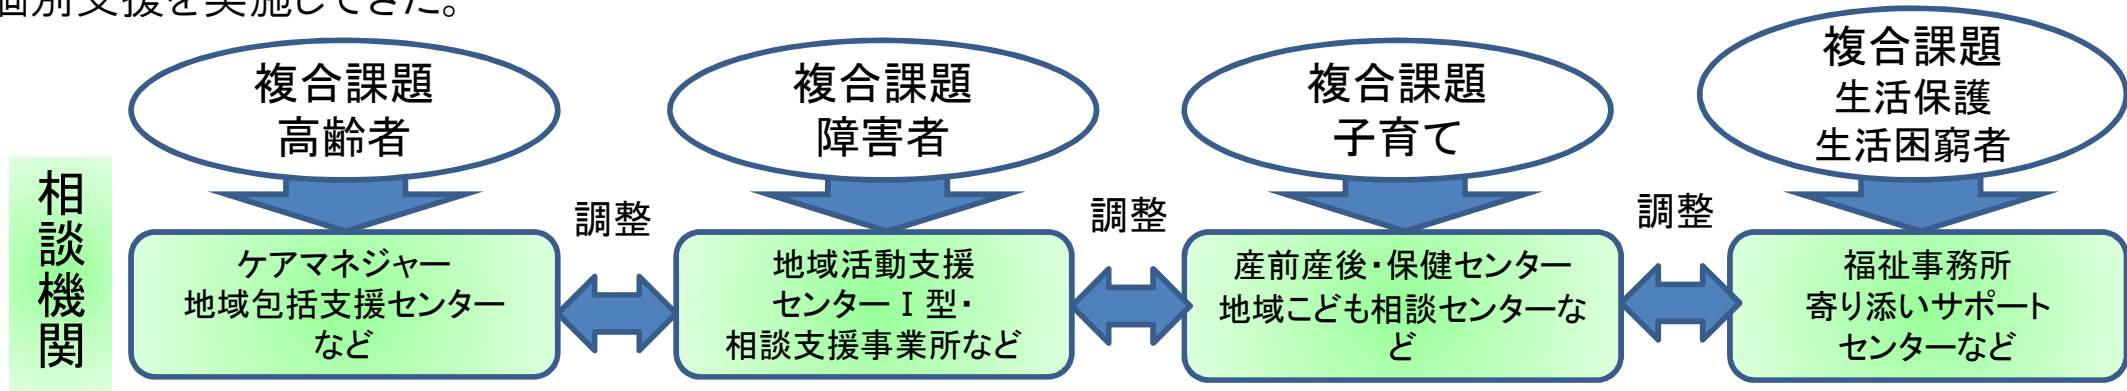 個別支援を実施してきた。
複合課題
高齢者
複合課題
障害者
複合課題
子育て
複合課題
生活保護
生活困窮者
相談機関
調整
調整
調整
ケアマネジャー
地域包括支援センター
など
地域活動支援
センターⅠ型・
相談支援事業所など
産前産後・保健センター
地域こども相談センターな
ど
福祉事務所
寄り添いサポート
センターなど